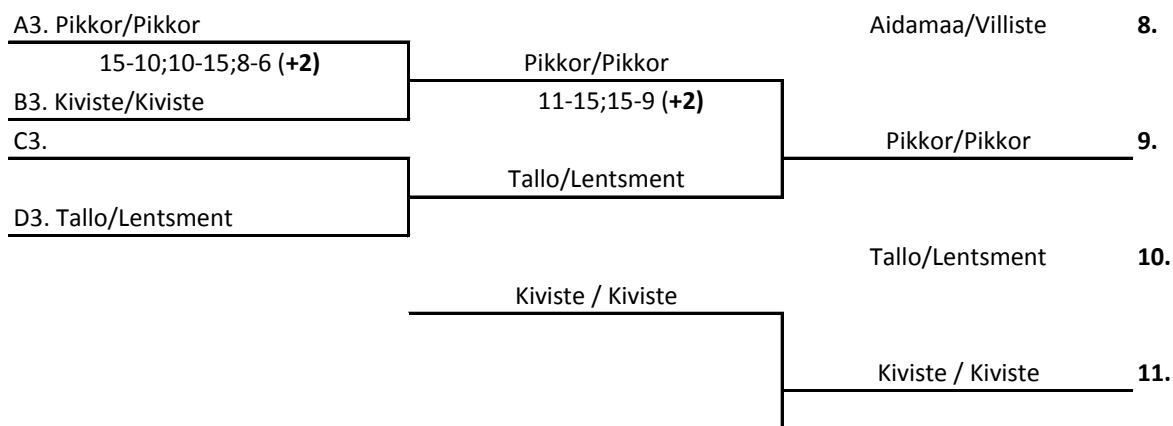 A3. Pikkor/Pikkor
Aidamaa/Villiste 8.
15-10;10-15;8-6 (+2)
Pikkor/Pikkor
B3. Kiviste/Kiviste
11-15;15-9 (+2)
C3.
Pikkor/Pikkor 9.
Tallo/Lentsment
D3. Tallo/Lentsment
Tallo/Lentsment 10.
Kiviste / Kiviste
Kiviste / Kiviste 11.